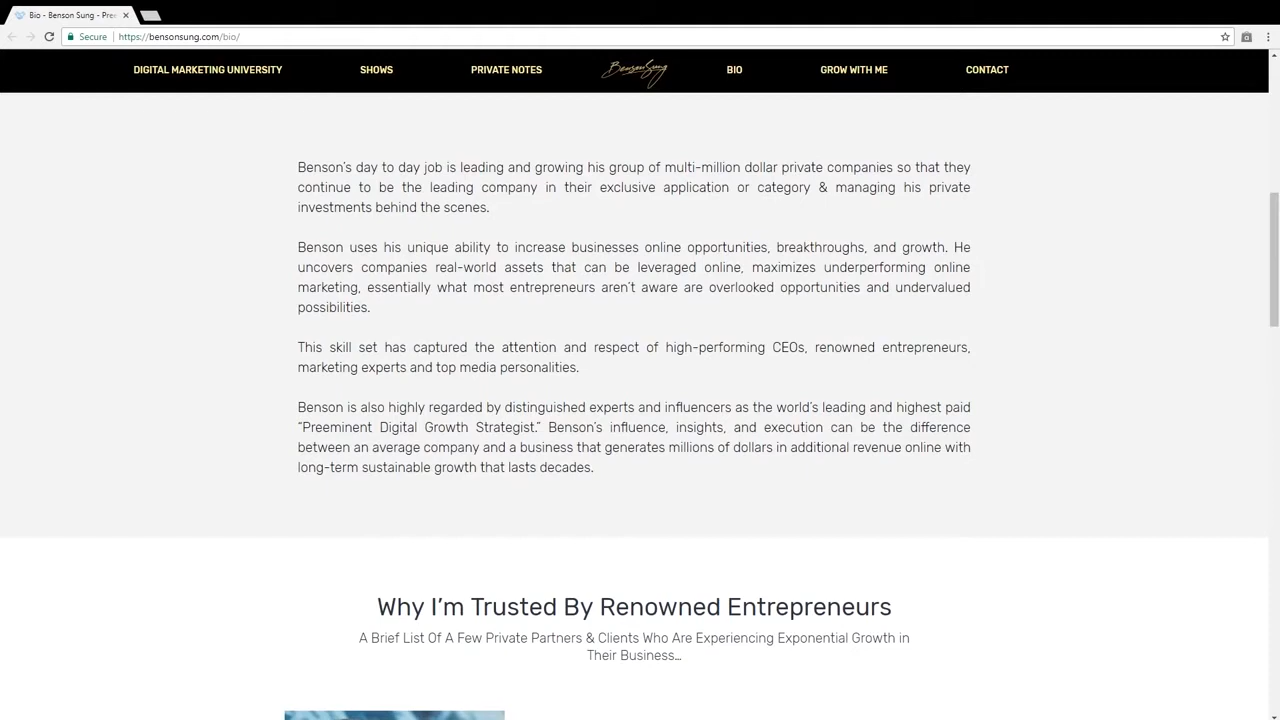 Bio - Benson Sung - Pre
Secure https://bensonsung.com/bio/
DIGITAL MARKETING UNIVERSITY SHOWS PRIVATE NOTES BensonSung BIO GROW WITH ME CONTACT
Benson’s day to day job is leading and growing his group of multi-million dollar private companies so that they
continue to be the leading company in their exclusive application or category & managing his private
investments behind the scenes.
Benson uses his unique ability to increase businesses online opportunities, breakthroughs, and growth. He
uncovers companies real-world assets that can be leveraged online, maximizes underperforming online
marketing, essentially what most entrepreneurs aren’t aware are overlooked opportunities and undervalued
possibilities.
This skill set has captured the attention and respect of high-performing CEOs, renowned entrepreneurs,
marketing experts and top media personalities.
Benson is also highly regarded by distinguished experts and influencers as the world’s leading and highest paid
“Preeminent Digital Growth Strategist.” Benson’s influence, insights, and execution can be the difference
between an average company and a business that generates millions of dollars in additional revenue online with
long-term sustainable growth that lasts decades.
Why I’m Trusted By Renowned Entrepreneurs
A Brief List Of A Few Private Partners & Clients Who Are Experiencing Exponential Growth in
Their Business…